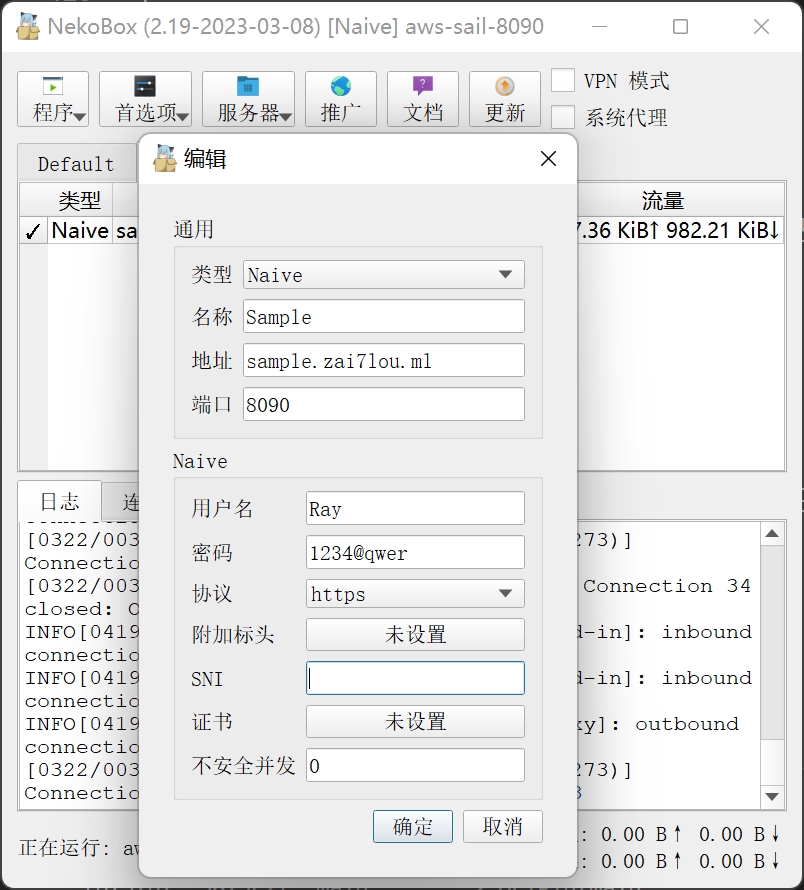 NekoBox (2.19-2023-03-08) [Naive] aws-sail-8090
程序 首选项 服务器 推广 文档 更新
VPN 模式
系统代理
Default
类型 流量
✓ Naive sa 7.36 KiB↑ 982.21 KiB↓
编辑
通用
类型 Naive
名称 Sample
地址 sample.zai7lou.ml
端口 8090
Naive
用户名 Ray
密码 1234@qwer
协议 https
附加标头 未设置
SNI
证书 未设置
不安全并发 0
确定 取消
日志 连
[0322/003 273)]
Connectio
[0322/003 Connection 34
closed: O
INFO[0419 d-in]: inbound
connectio
INFO[0419 d-in]: inbound
connectio
INFO[0419 xy]: outbound
connectio
[0322/003 273)]
Connectio 3
正在运行: aw
: 0.00 B↑ 0.00 B↓
: 0.00 B↑ 0.00 B↓